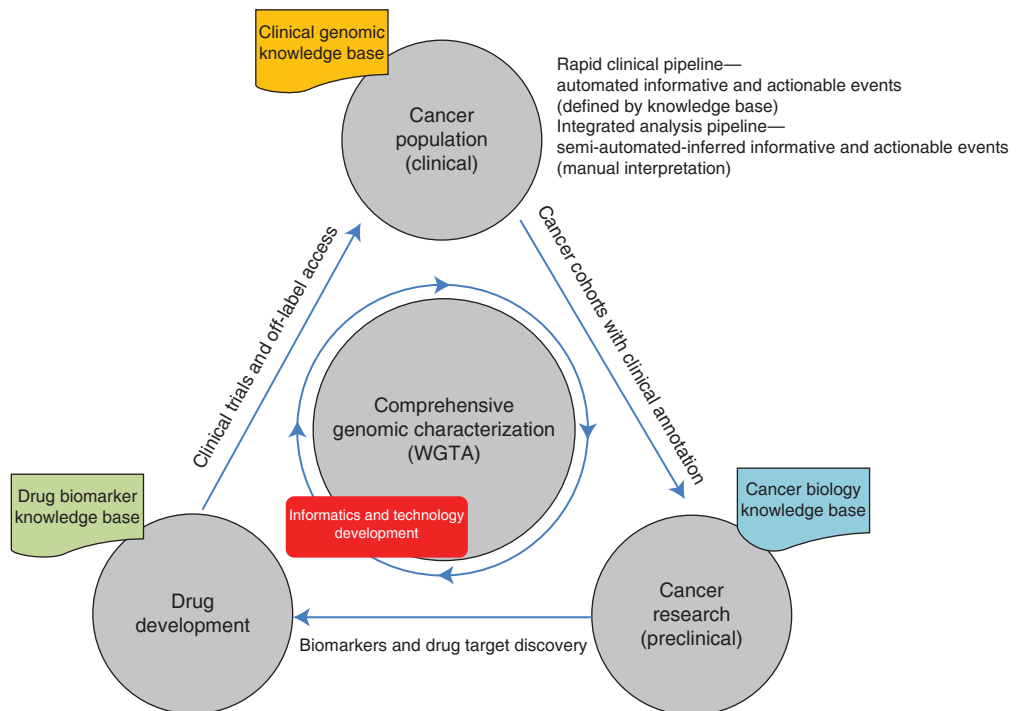 Clinical genomic
knowledge base
Cancer
population
(clinical)
Rapid clinical pipeline—
automated informative and actionable events
(defined by knowledge base)
Integrated analysis pipeline—
semi-automated-inferred informative and actionable events
(manual interpretation)
Clinical trials and off-label access
Cancer cohorts with clinical annotation
Comprehensive
genomic characterization
(WGTA)
Informatics and technology
development
Drug biomarker
knowledge base
Drug
development
Cancer biology
knowledge base
Cancer
research
(preclinical)
Biomarkers and drug target discovery